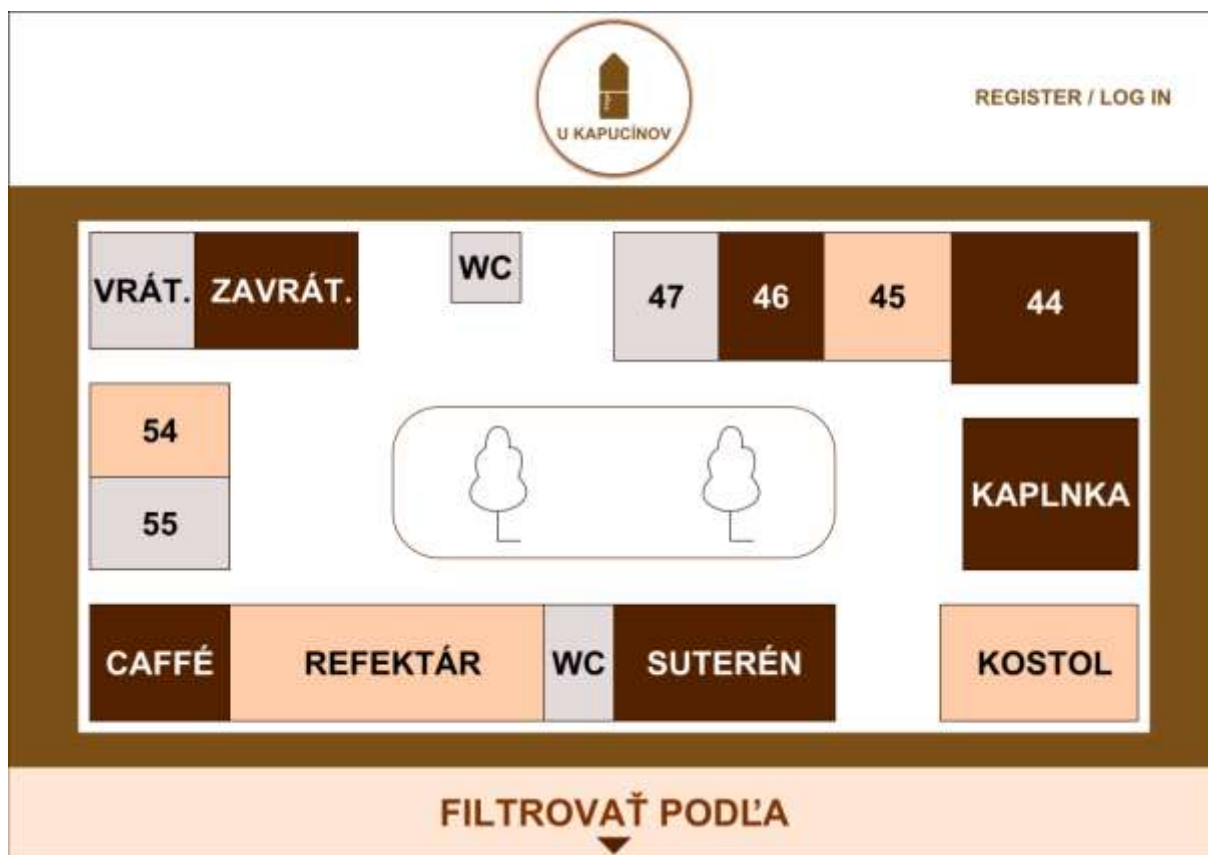 U KAPUCÍNOV
REGISTER / LOG IN
VRÁT. ZAVRÁT.
WC
47 46 45 44
54
55
KAPLNKA
CAFFÉ REFEKTÁR WC SUTERÉN
KOSTOL
FILTROVAŤ PODĽA